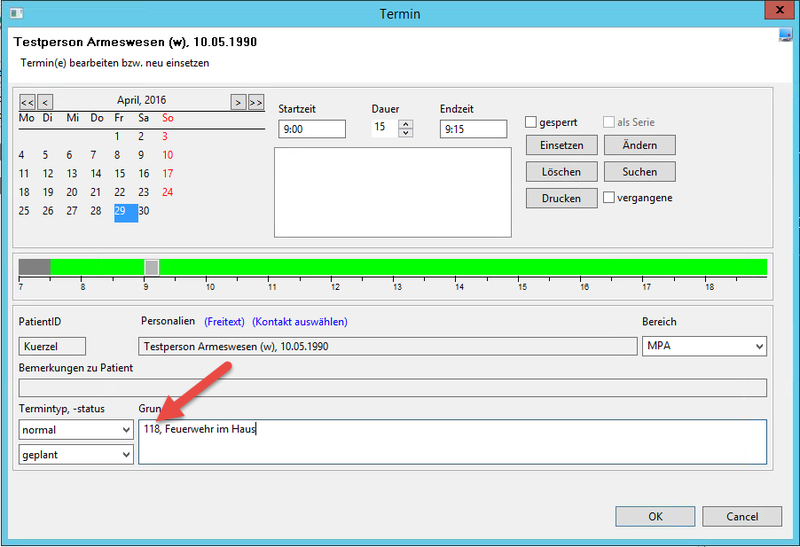 Termin
x
Testperson Armeswesen (w), 10.05.1990
Termin(e) bearbeiten bzw. neu einsetzen
<< < April, 2016 > >>
Mo Di Mi Do Fr Sa So
1 2 3
4 5 6 7 8 9 10
11 12 13 14 15 16 17
18 19 20 21 22 23 24
25 26 27 28 29 30
Startzeit Dauer Endzeit
9:00 15 9:15
gesperrt als Serie
Einsetzen Ändern
Löschen Suchen
Drucken vergangene
7 8 9 10 11 12 13 14 15 16 17 18
PatientID Personalien (Freitext) (Kontakt auswählen) Bereich
Kuerzel Testperson Armeswesen (w), 10.05.1990 MPA
Bemerkungen zu Patient
Termintyp, -status Grun
normal 118, Feuerwehr im Haus
geplant
OK Cancel